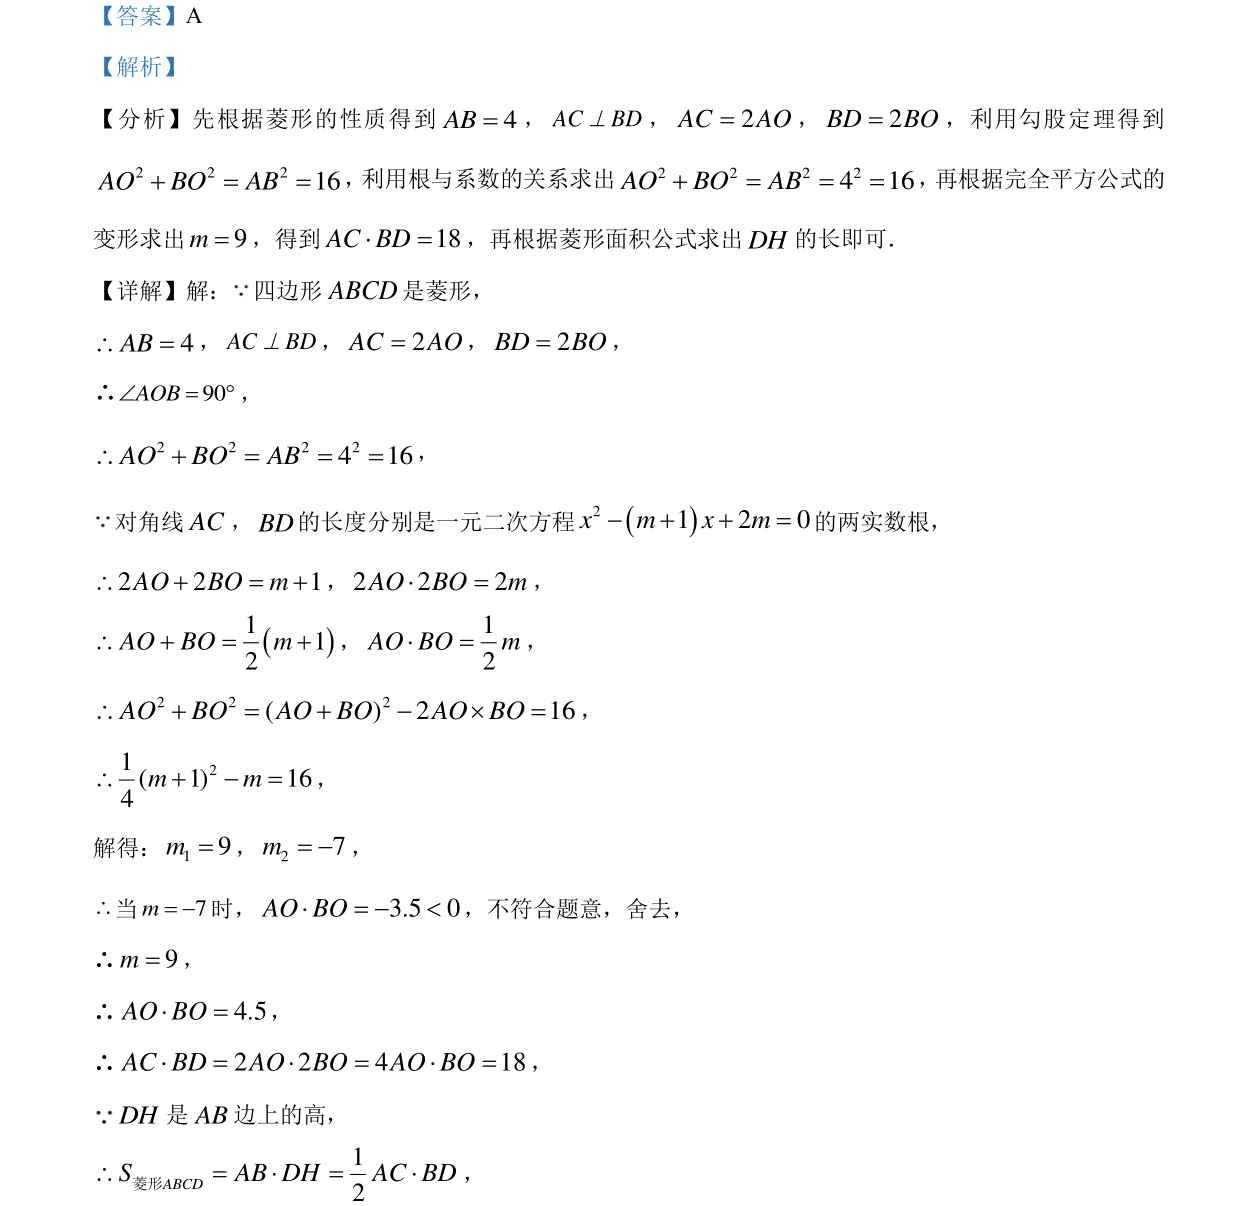 【答案】A
【解析】
【分析】先根据菱形的性质得到 AB = 4，AC⊥BD，AC = 2AO，BD = 2BO，利用勾股定理得到
AO² + BO² = AB² = 16，利用根与系数的关系求出 AO² + BO² = AB² = 4² = 16，再根据完全平方公式的
变形求出 m = 9，得到 AC·BD = 18，再根据菱形面积公式求出 DH 的长即可．
【详解】解：∵四边形 ABCD 是菱形，
∴AB = 4，AC⊥BD，AC = 2AO，BD = 2BO，
∴∠AOB = 90°，
∴AO² + BO² = AB² = 4² = 16，
∵对角线 AC，BD 的长度分别是一元二次方程 x² −(m+1)x + 2m = 0 的两实数根，
∴2AO + 2BO = m+1，2AO·2BO = 2m，
∴AO + BO = 1/2(m+1)，AO·BO = 1/2 m，
∴AO² + BO² = (AO + BO)² − 2AO×BO = 16，
∴1/4(m+1)² − m = 16，
解得：m₁ = 9，m₂ = −7，
∴当 m = −7 时，AO·BO = −3.5 < 0，不符合题意，舍去，
∴m = 9，
∴AO·BO = 4.5，
∴AC·BD = 2AO·2BO = 4AO·BO = 18，
∵DH 是 AB 边上的高，
∴S菱形ABCD = AB·DH = 1/2 AC·BD，